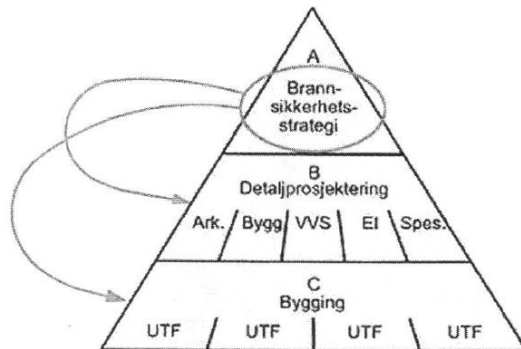 A
Brann-
sikkerhets-
strategi
B
Detaljprosjektering
Ark. Bygg VVS El Spes.
C
Bygging
UTF UTF UTF UTF